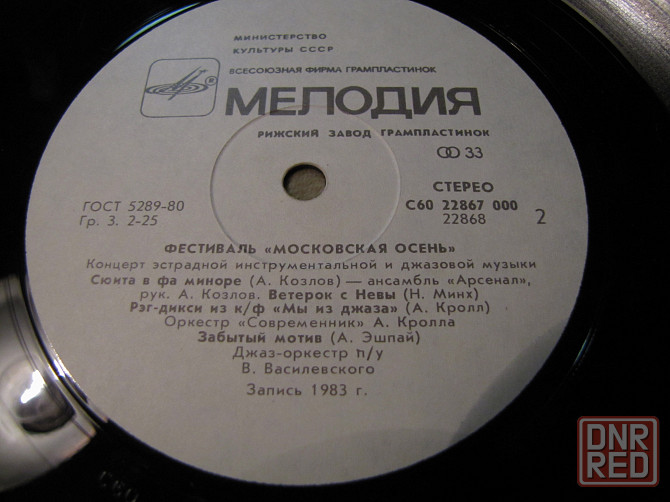 МИНИСТЕРСТВО
КУЛЬТУРЫ СССР
ВСЕСОЮЗНАЯ ФИРМА ГРАМПЛАСТИНОК
®
МЕЛОДИЯ
РИЖСКИЙ ЗАВОД ГРАМПЛАСТИНОК
33
СТЕРЕО
ГОСТ 5289-80
Гр. 3. 2-25
С60 22867 000
22868
2
ФЕСТИВАЛЬ «МОСКОВСКАЯ ОСЕНЬ»
Концерт эстрадной инструментальной и джазовой музыки
Сюита в фа миноре (А. Козлов) — ансамбль «Арсенал»,
рук. А. Козлов. Ветерок с Невы (Н. Минх)
Рэг-дикси из к/ф «Мы из джаза» (А. Кролл)
Оркестр «Современник» А. Кролла
Забытый мотив (А. Эшпай)
Джаз-оркестр п/у
В. Василевского
Запись 1983 г.
DNR
RED